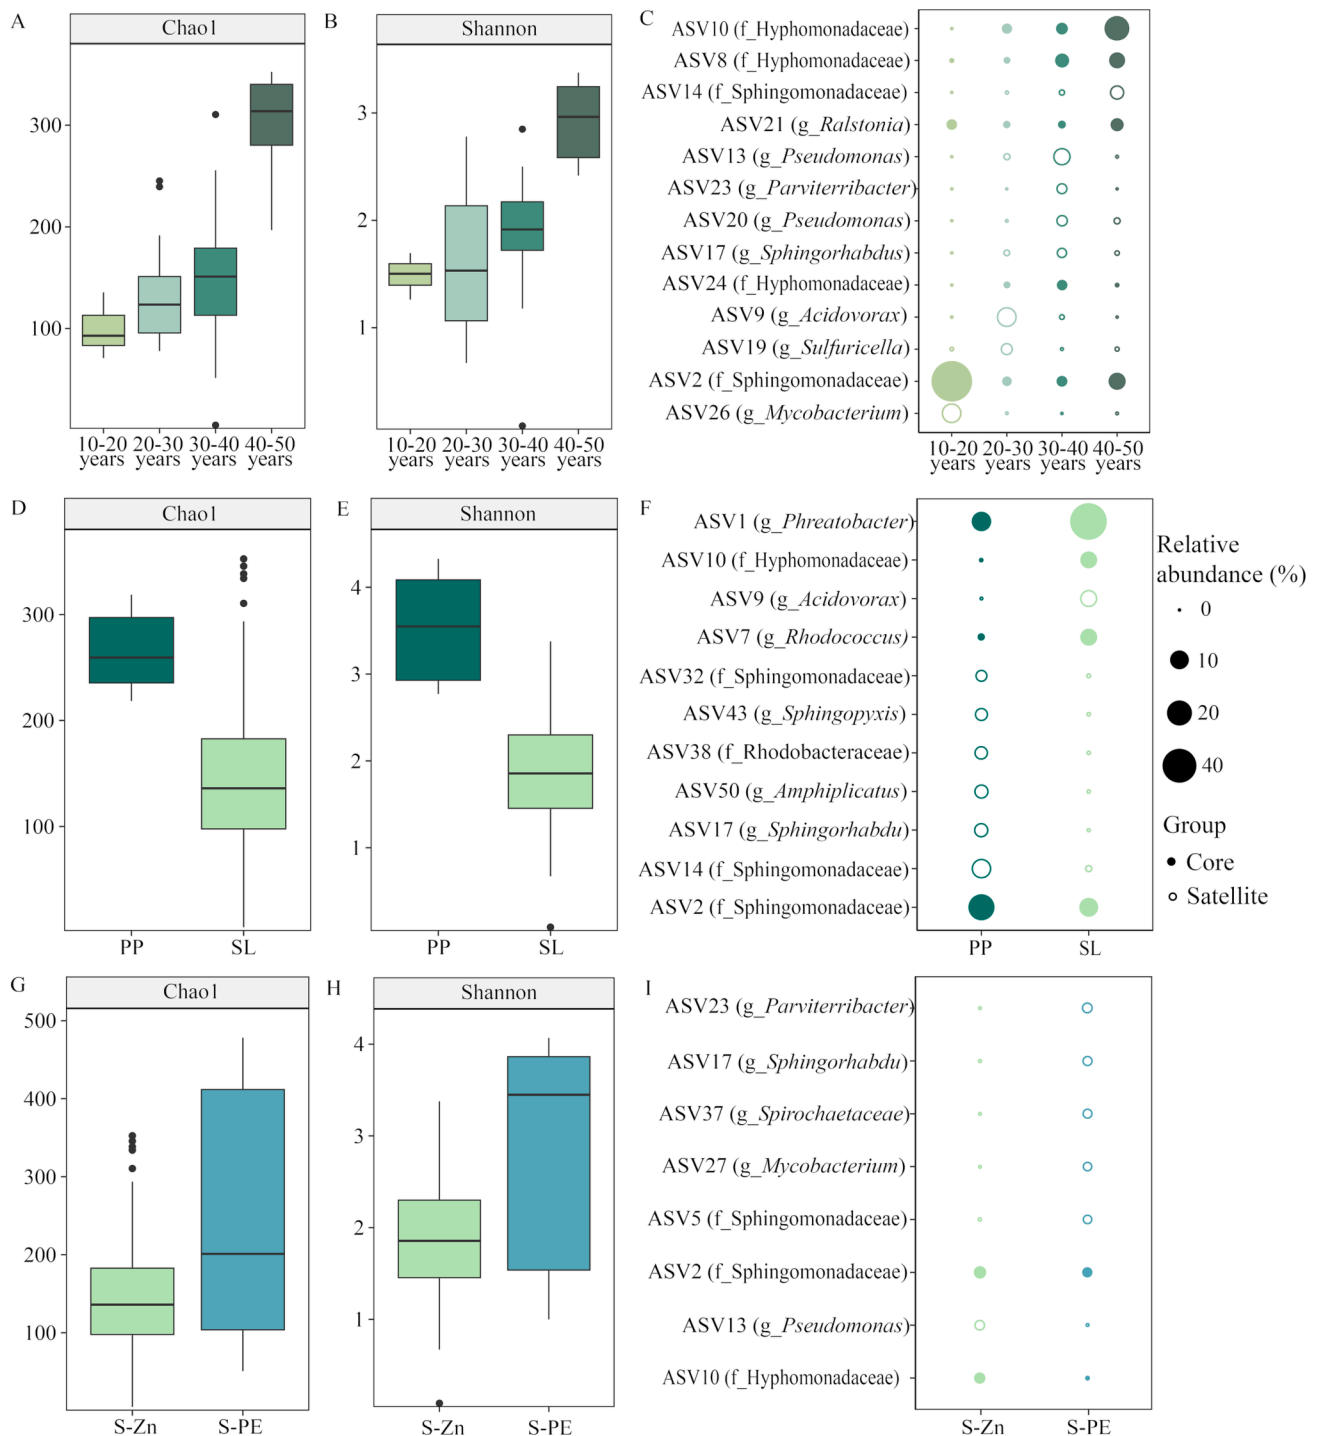 A
Chao1
300
200
100
10-20 years
20-30 years
30-40 years
40-50 years
B
Shannon
3
2
1
10-20 years
20-30 years
30-40 years
40-50 years
C
ASV10 (f_Hyphomonadaceae)
ASV8 (f_Hyphomonadaceae)
ASV14 (f_Sphingomonadaceae)
ASV21 (g_Ralstonia)
ASV13 (g_Pseudomonas)
ASV23 (g_Parviterribacter)
ASV20 (g_Pseudomonas)
ASV17 (g_Sphingorhabdus)
ASV24 (f_Hyphomonadaceae)
ASV9 (g_Acidovorax)
ASV19 (g_Sulfuricella)
ASV2 (f_Sphingomonadaceae)
ASV26 (g_Mycobacterium)
10-20 years
20-30 years
30-40 years
40-50 years
D
Chao1
300
200
100
PP
SL
E
Shannon
4
3
2
1
PP
SL
F
ASV1 (g_Phreatobacter)
ASV10 (f_Hyphomonadaceae)
ASV9 (g_Acidovorax)
ASV7 (g_Rhodococcus)
ASV32 (f_Sphingomonadaceae)
ASV43 (g_Sphingopyxis)
ASV38 (f_Rhodobacteraceae)
ASV50 (g_Amphiplicatus)
ASV17 (g_Sphingorhabdu)
ASV14 (f_Sphingomonadaceae)
ASV2 (f_Sphingomonadaceae)
PP
SL
Relative
abundance (%)
0
10
20
40
Group
Core
Satellite
G
Chao1
500
400
300
200
100
S-Zn
S-PE
H
Shannon
4
3
2
1
S-Zn
S-PE
I
ASV23 (g_Parviterribacter)
ASV17 (g_Sphingorhabdu)
ASV37 (g_Spirochaetaceae)
ASV27 (g_Mycobacterium)
ASV5 (f_Sphingomonadaceae)
ASV2 (f_Sphingomonadaceae)
ASV13 (g_Pseudomonas)
ASV10 (f_Hyphomonadaceae)
S-Zn
S-PE